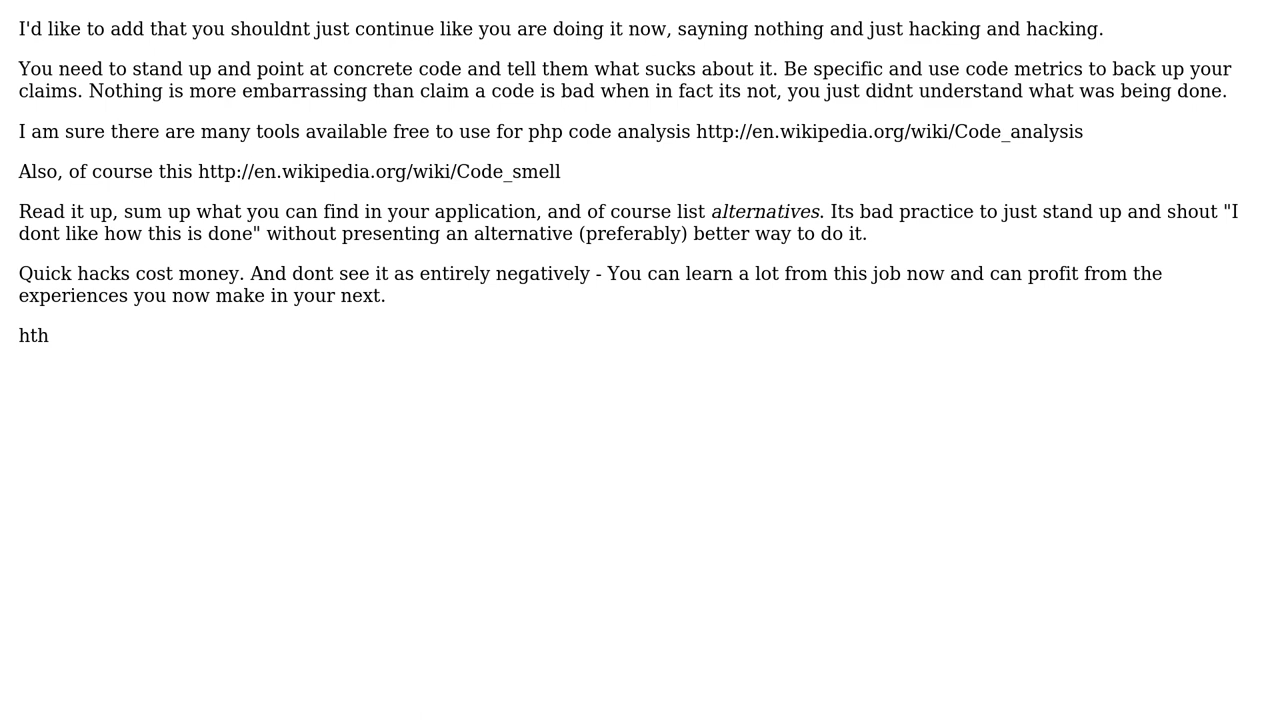 I'd like to add that you shouldnt just continue like you are doing it now, sayning nothing and just hacking and hacking.
You need to stand up and point at concrete code and tell them what sucks about it. Be specific and use code metrics to back up your
claims. Nothing is more embarrassing than claim a code is bad when in fact its not, you just didnt understand what was being done.
I am sure there are many tools available free to use for php code analysis http://en.wikipedia.org/wiki/Code_analysis
Also, of course this http://en.wikipedia.org/wiki/Code_smell
Read it up, sum up what you can find in your application, and of course list alternatives. Its bad practice to just stand up and shout "I
dont like how this is done" without presenting an alternative (preferably) better way to do it.
Quick hacks cost money. And dont see it as entirely negatively - You can learn a lot from this job now and can profit from the
experiences you now make in your next.
hth